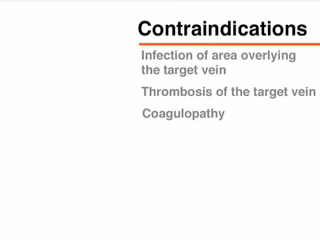 Contraindications
Infection of area overlying
the target vein
Thrombosis of the target vein
Coagulopathy